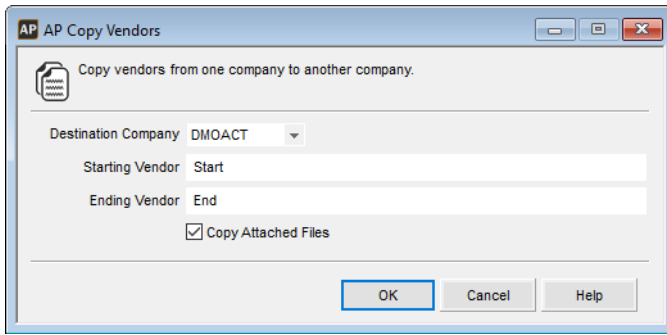 AP AP Copy Vendors
Copy vendors from one company to another company.
Destination Company DMOACT
Starting Vendor Start
Ending Vendor End
Copy Attached Files
OK Cancel Help